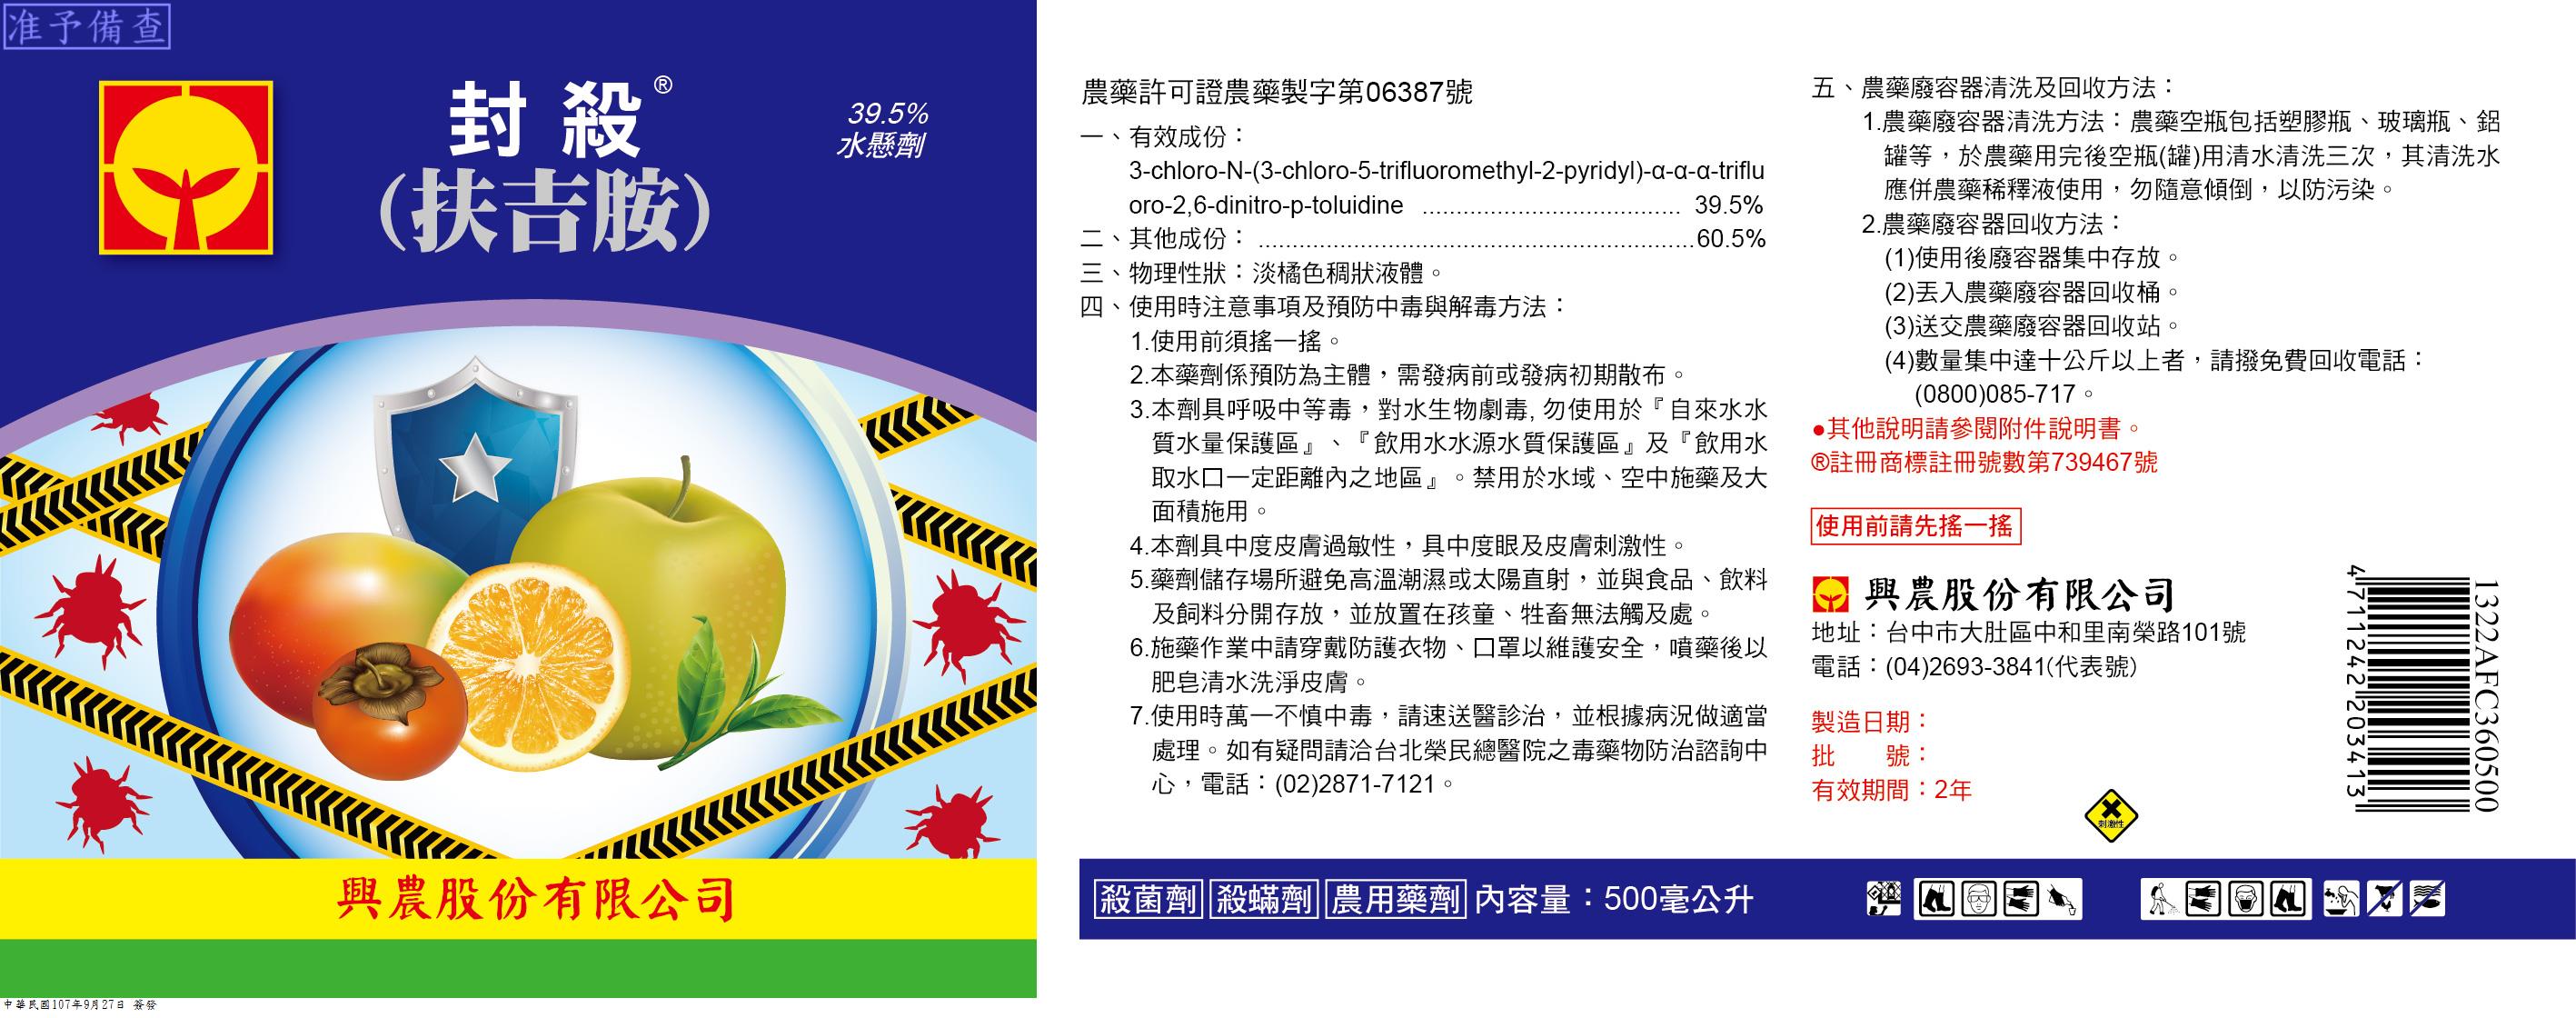 准予備查
封殺®
39.5%
水懸劑
(扶吉胺)
興農股份有限公司
中華民國107年9月27日 簽發
農藥許可證農藥製字第06387號
一、有效成份：
3-chloro-N-(3-chloro-5-trifluoromethyl-2-pyridyl)-α-α-α-triflu
oro-2,6-dinitro-p-toluidine ...................................... 39.5%
二、其他成份：................................................................60.5%
三、物理性狀：淡橘色稠狀液體。
四、使用時注意事項及預防中毒與解毒方法：
1.使用前須搖一搖。
2.本藥劑係預防為主體，需發病前或發病初期散布。
3.本劑具呼吸中等毒，對水生物劇毒, 勿使用於『自來水水
質水量保護區』、『飲用水水源水質保護區』及『飲用水
取水口一定距離內之地區』。禁用於水域、空中施藥及大
面積施用。
4.本劑具中度皮膚過敏性，具中度眼及皮膚刺激性。
5.藥劑儲存場所避免高溫潮濕或太陽直射，並與食品、飲料
及飼料分開存放，並放置在孩童、牲畜無法觸及處。
6.施藥作業中請穿戴防護衣物、口罩以維護安全，噴藥後以
肥皂清水洗淨皮膚。
7.使用時萬一不慎中毒，請速送醫診治，並根據病況做適當
處理。如有疑問請洽台北榮民總醫院之毒藥物防治諮詢中
心，電話：(02)2871-7121。
五、農藥廢容器清洗及回收方法：
1.農藥廢容器清洗方法：農藥空瓶包括塑膠瓶、玻璃瓶、鋁
罐等，於農藥用完後空瓶(罐)用清水清洗三次，其清洗水
應併農藥稀釋液使用，勿隨意傾倒，以防污染。
2.農藥廢容器回收方法：
(1)使用後廢容器集中存放。
(2)丟入農藥廢容器回收桶。
(3)送交農藥廢容器回收站。
(4)數量集中達十公斤以上者，請撥免費回收電話：
(0800)085-717。
●其他說明請參閱附件說明書。
®註冊商標註冊號數第739467號
使用前請先搖一搖
興農股份有限公司
地址：台中市大肚區中和里南榮路101號
電話：(04)2693-3841(代表號)
製造日期：
批　　號：
有效期間：2年
刺激性
4711242203413
1322AFC360500
殺菌劑 殺蟎劑 農用藥劑 內容量：500毫公升